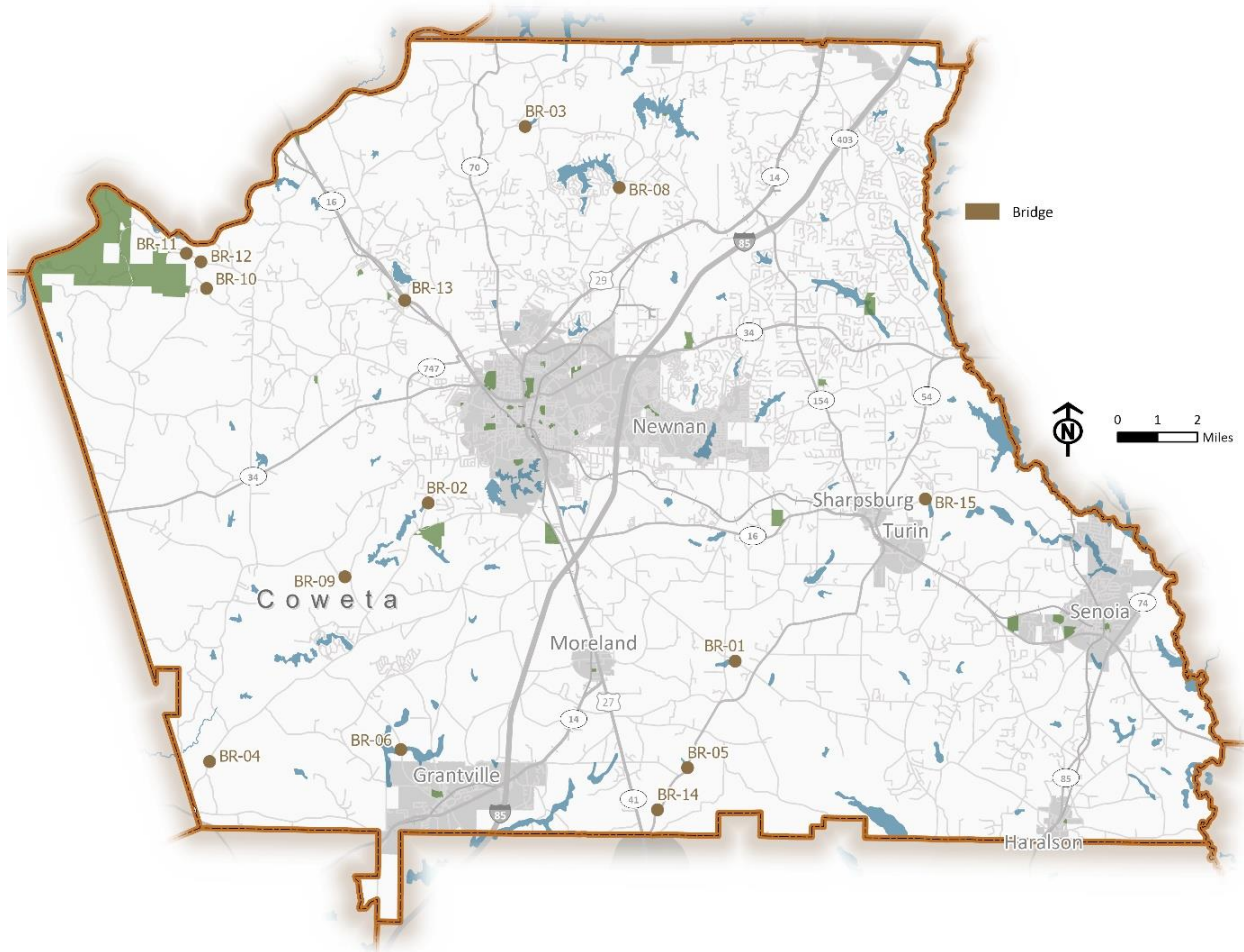 BR-03
403
70
14
BR-08
16
Bridge
85
BR-11
BR-12
BR-10
29
BR-13
34
747
154
54
N
0 1 2
Miles
Newnan
34
BR-02
Sharpsburg
BR-15
Turin
16
BR-09
Coweta
74
Senoia
Moreland
BR-01
27
14
BR-06
BR-04
BR-05
Grantville
85
41
BR-14
85
Haralson